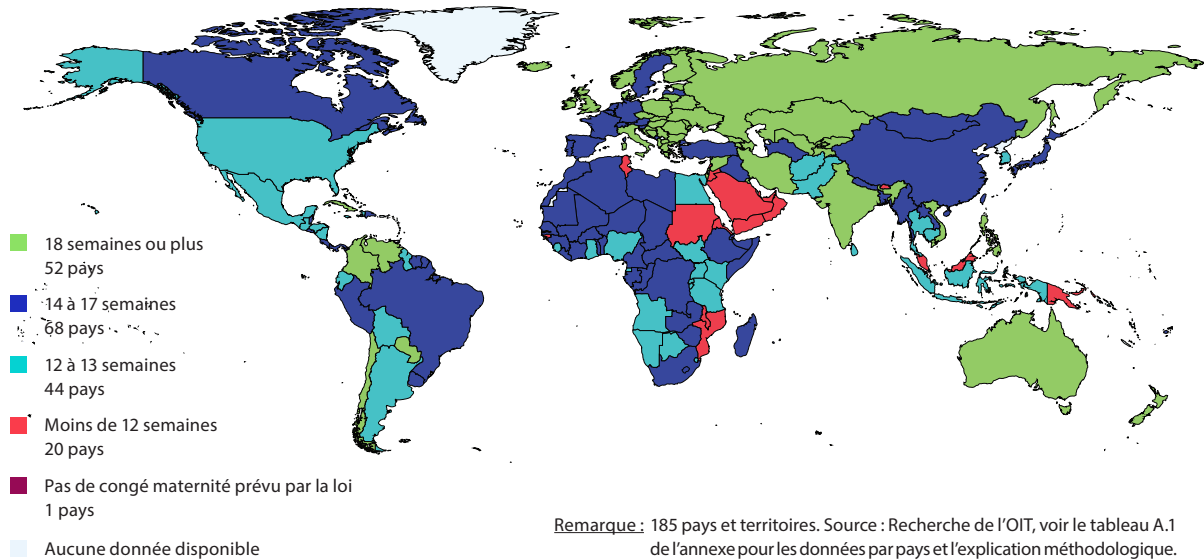 18 semaines ou plus
52 pays
14 à 17 semaines
68 pays
12 à 13 semaines
44 pays
Moins de 12 semaines
20 pays
Pas de congé maternité prévu par la loi
1 pays
Aucune donnée disponible
Remarque : 185 pays et territoires. Source : Recherche de l’OIT, voir le tableau A.1
de l’annexe pour les données par pays et l’explication méthodologique.